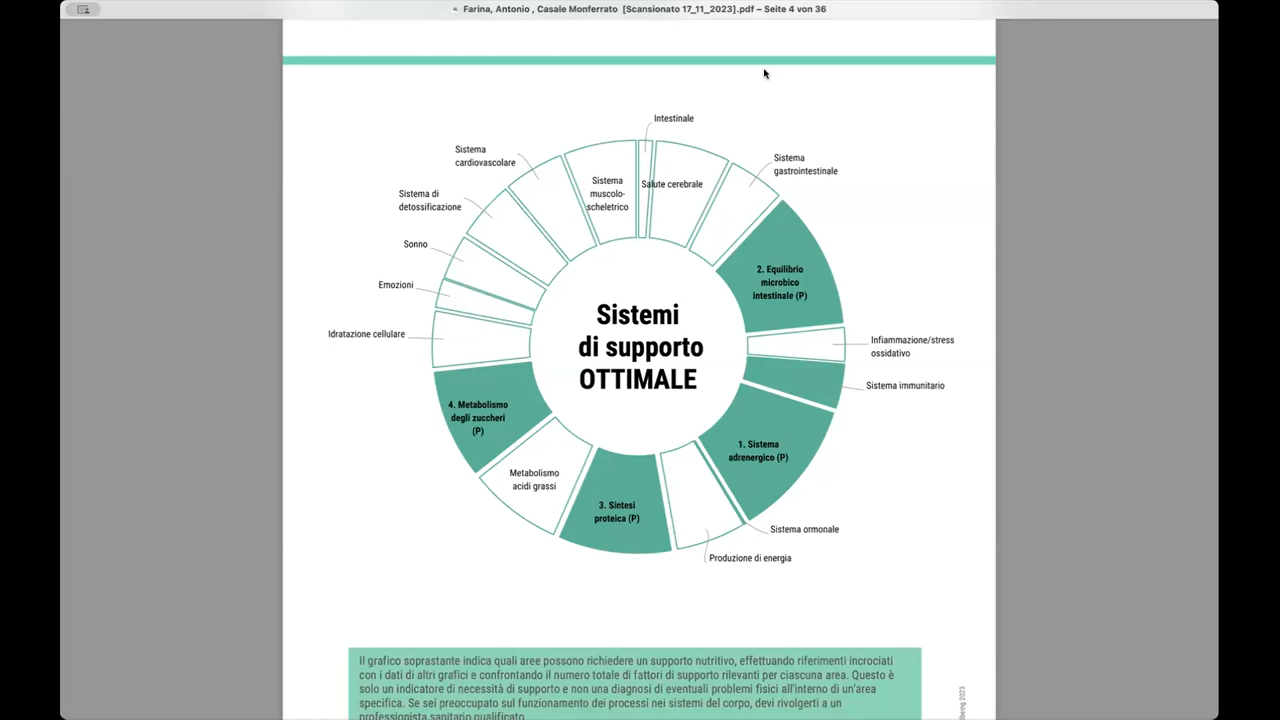 Farina, Antonio , Casale Monferrato [Scansionato 17_11_2023].pdf – Seite 4 von 36
Intestinale
Sistema
cardiovascolare
Sistema
gastrointestinale
Sistema
muscolo-
scheletrico
Salute cerebrale
Sistema di
detossificazione
Sonno
2. Equilibrio
microbico
intestinale (P)
Emozioni
Sistemi
di supporto
OTTIMALE
Idratazione cellulare
Infiammazione/stress
ossidativo
Sistema immunitario
4. Metabolismo
degli zuccheri
(P)
1. Sistema
adrenergico (P)
Metabolismo
acidi grassi
3. Sintesi
proteica (P)
Sistema ormonale
Produzione di energia
Il grafico soprastante indica quali aree possono richiedere un supporto nutritivo, effettuando riferimenti incrociati
con i dati di altri grafici e confrontando il numero totale di fattori di supporto rilevanti per ciascuna area. Questo è
solo un indicatore di necessità di supporto e non una diagnosi di eventuali problemi fisici all'interno di un'area
specifica. Se sei preoccupato sul funzionamento dei processi nei sistemi del corpo, devi rivolgerti a un
professionista sanitario qualificato.
2023